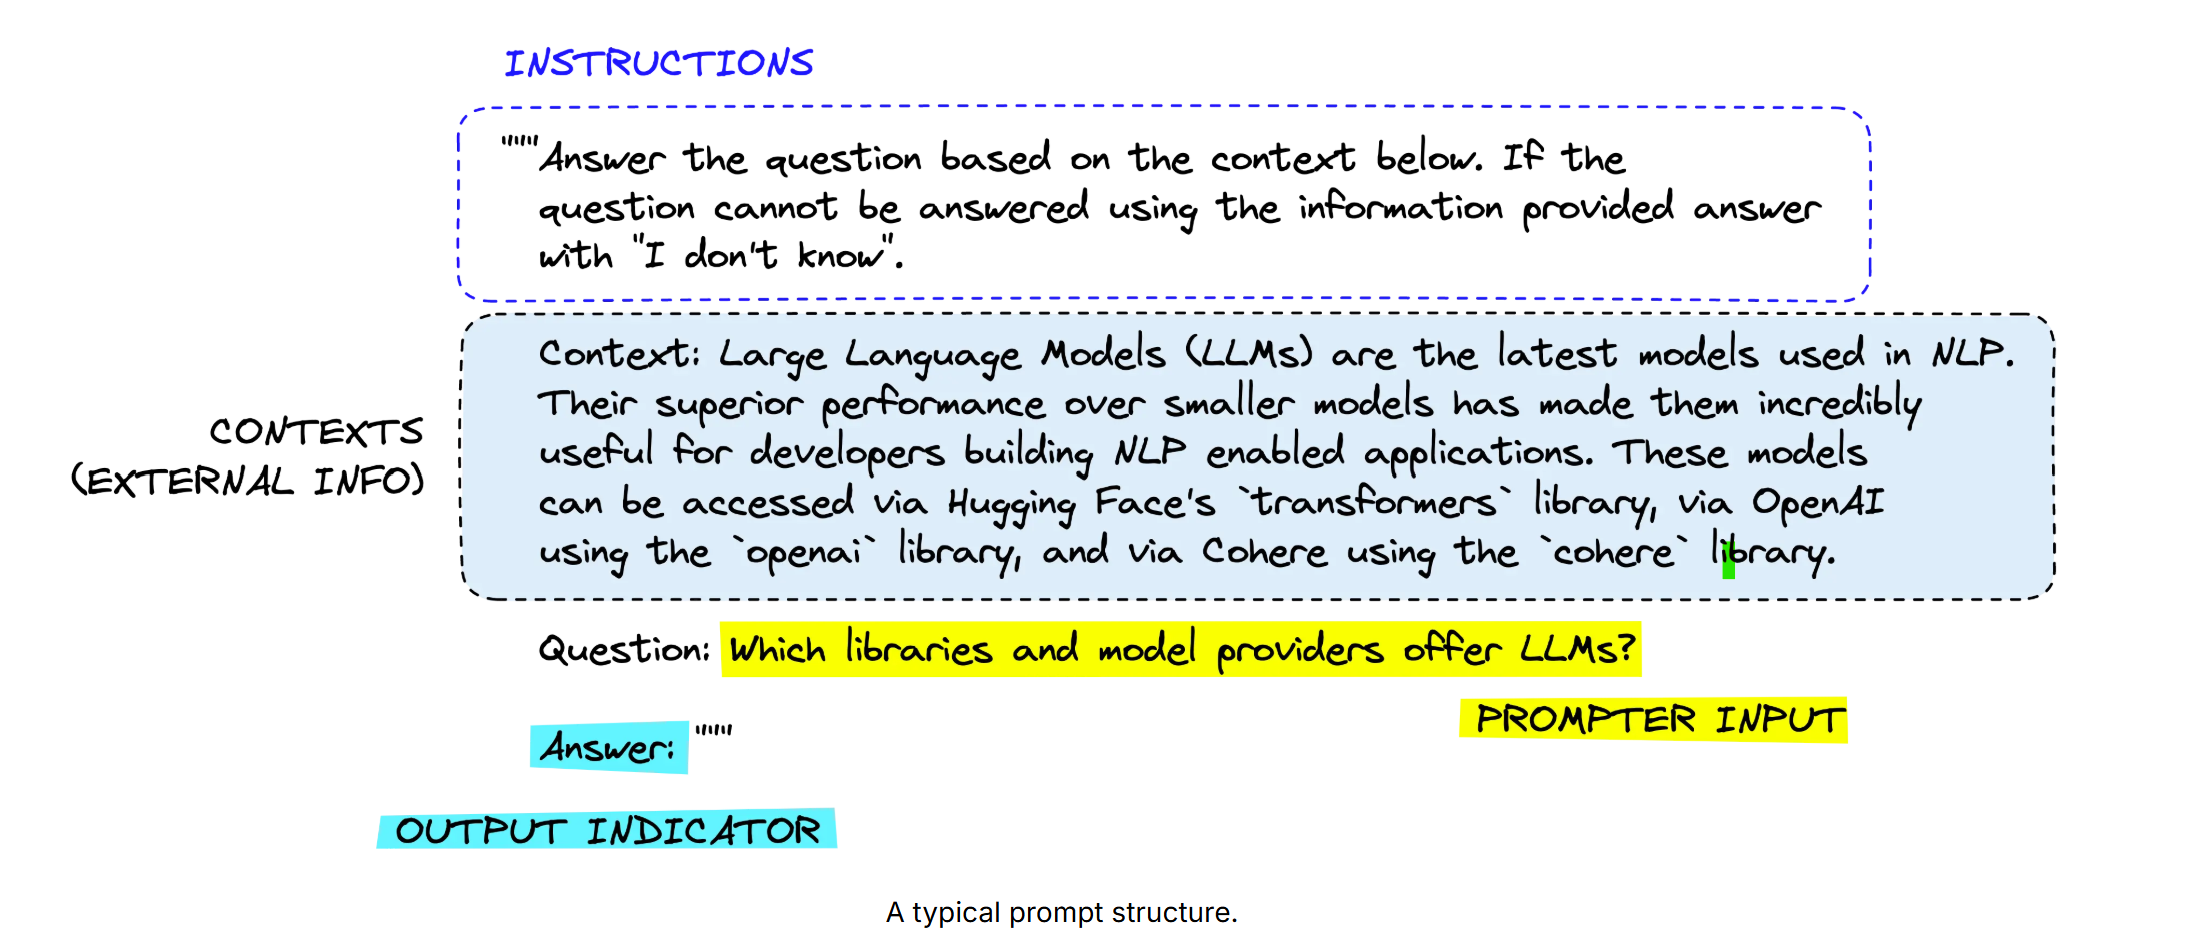 INSTRUCTIONS
"""Answer the question based on the context below. If the
question cannot be answered using the information provided answer
with "I don't know".
CONTEXTS
(EXTERNAL INFO)
Context: Large Language Models (LLMs) are the latest models used in NLP.
Their superior performance over smaller models has made them incredibly
useful for developers building NLP enabled applications. These models
can be accessed via Hugging Face's `transformers` library, via OpenAI
using the `openai` library, and via Cohere using the `cohere` library.
Question: Which libraries and model providers offer LLMs?
PROMPTER INPUT
Answer: """
OUTPUT INDICATOR
A typical prompt structure.